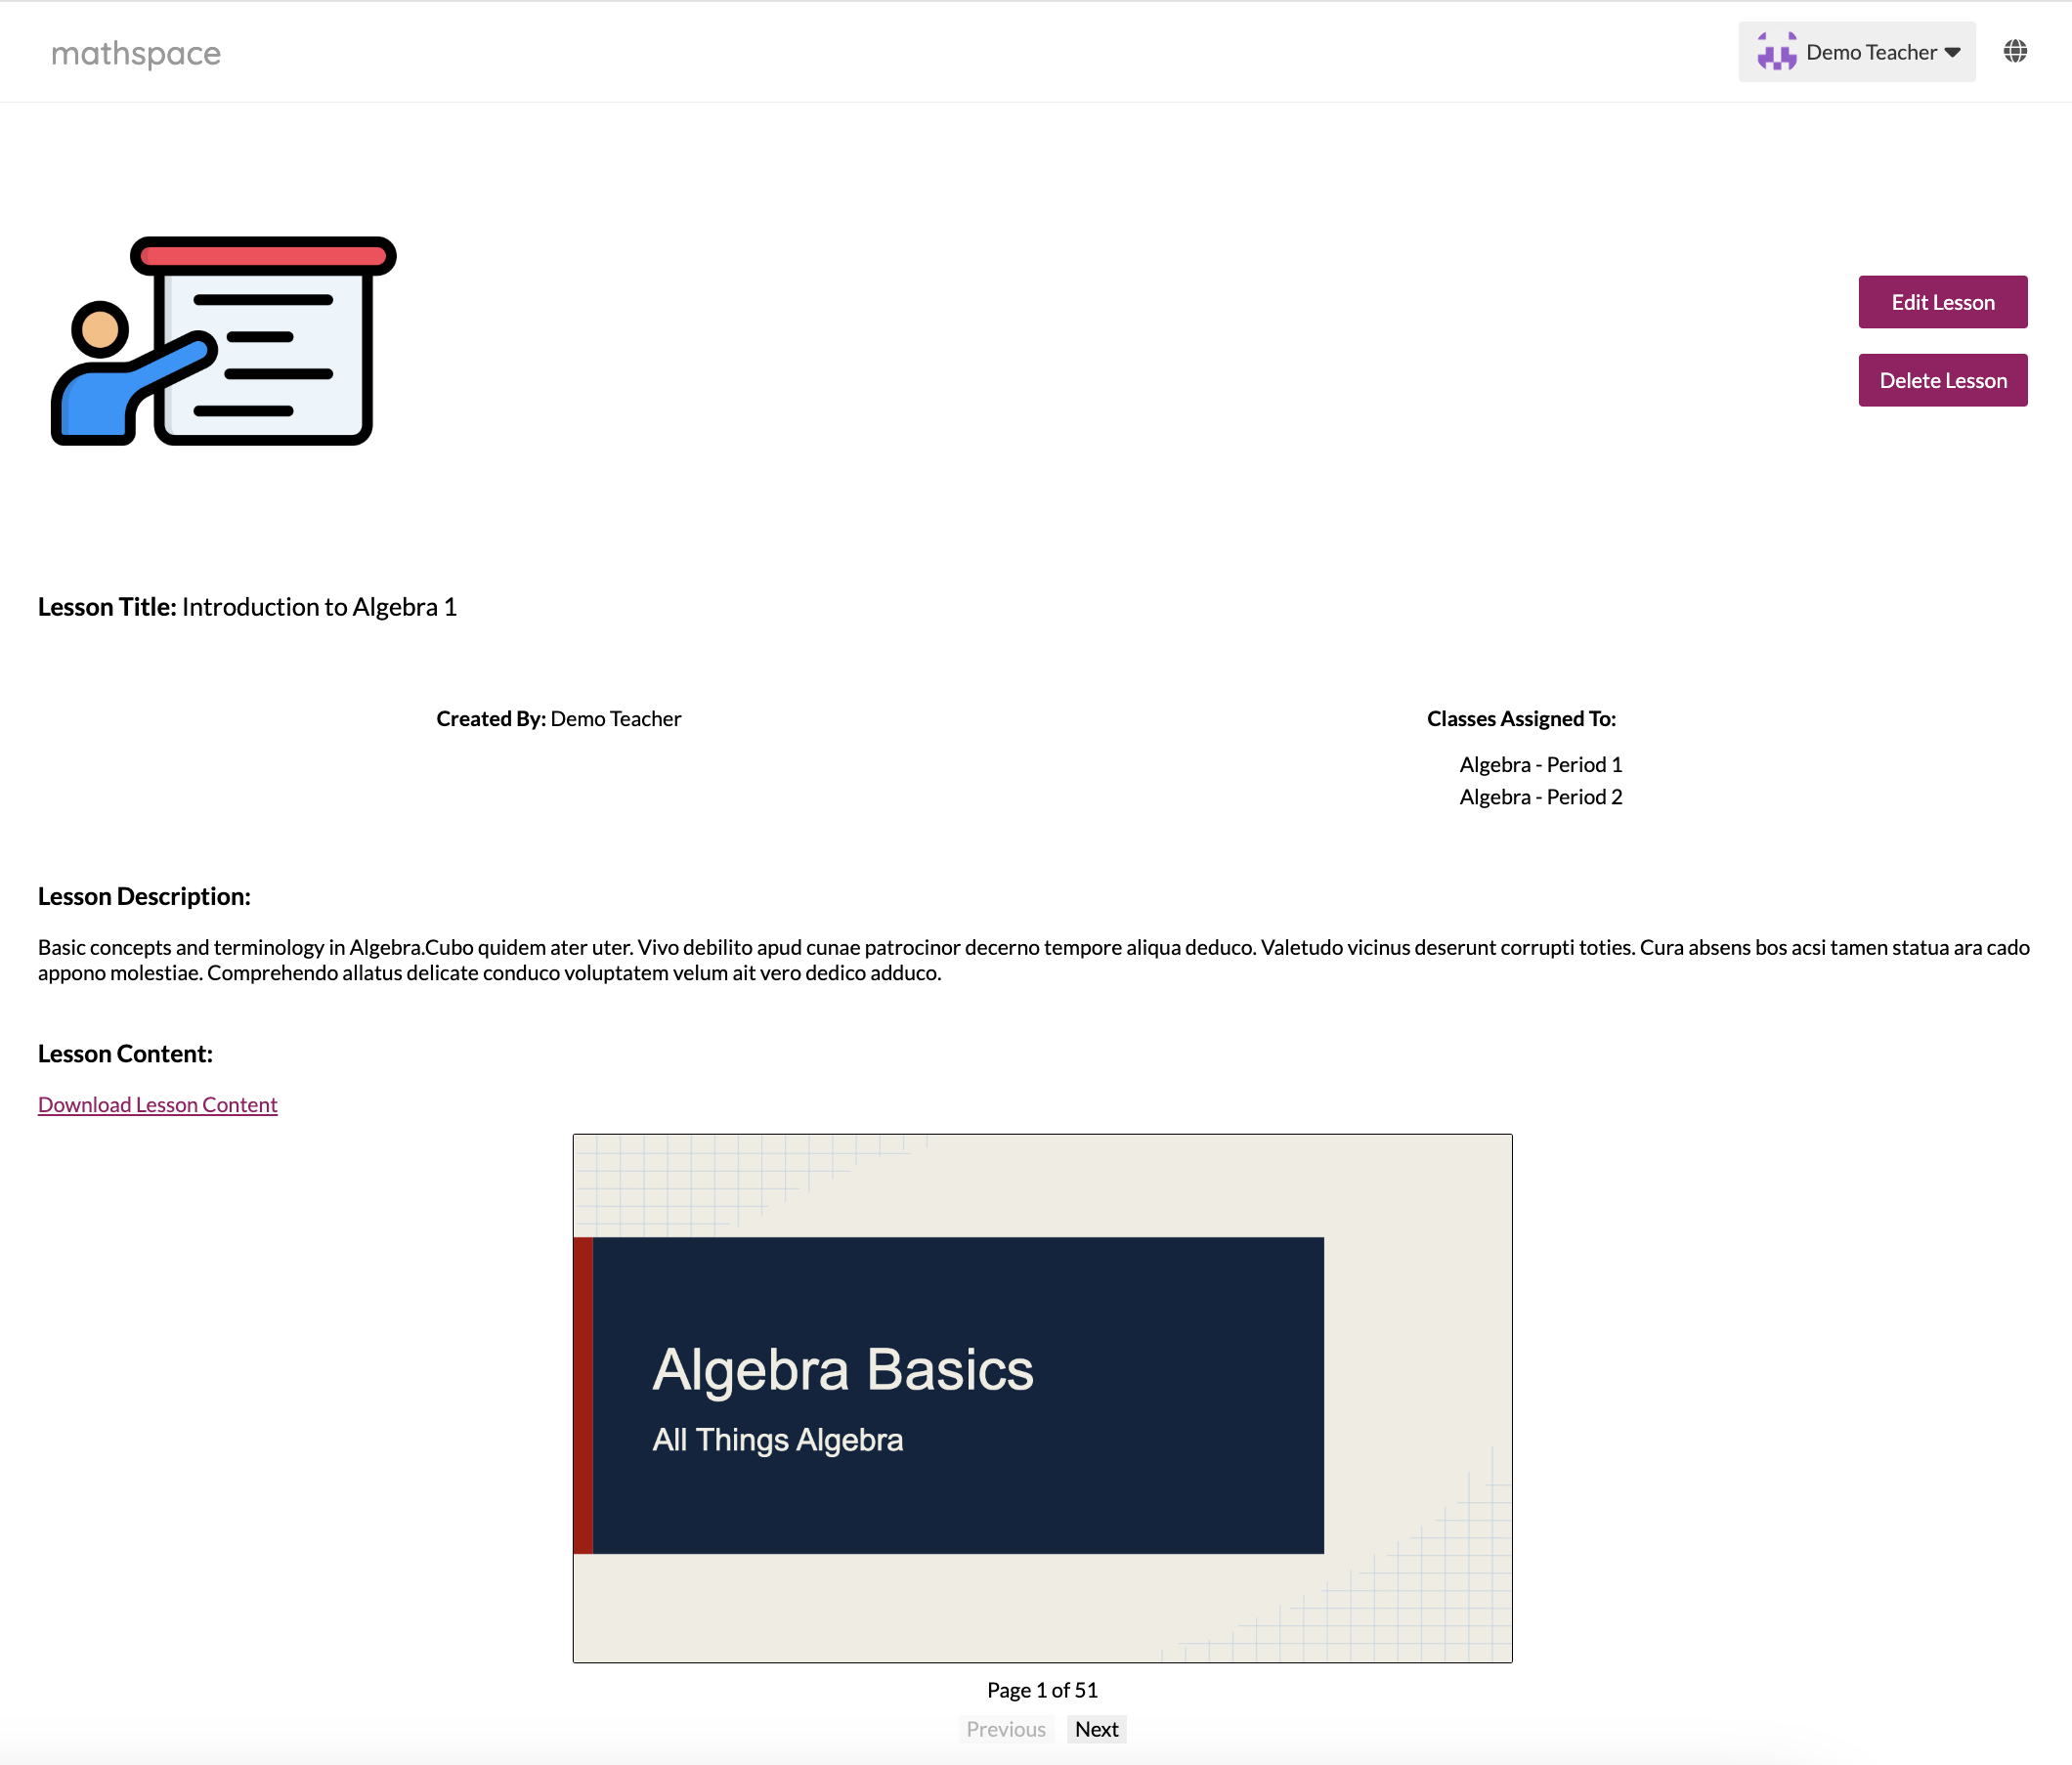 mathspace
Demo Teacher
Edit Lesson
Delete Lesson
Lesson Title: Introduction to Algebra 1
Created By: Demo Teacher
Classes Assigned To:
Algebra - Period 1
Algebra - Period 2
Lesson Description:
Basic concepts and terminology in Algebra.Cubo quidem ater uter. Vivo debilito apud cunae patrocinor decerno tempore aliqua deduco. Valetudo vicinus deserunt corrupti toties. Cura absens bos acsi tamen statua ara cado
appono molestiae. Comprehendo allatus delicate conduco voluptatem velum ait vero dedico adduco.
Lesson Content:
Download Lesson Content
Algebra Basics
All Things Algebra
Page 1 of 51
Previous Next